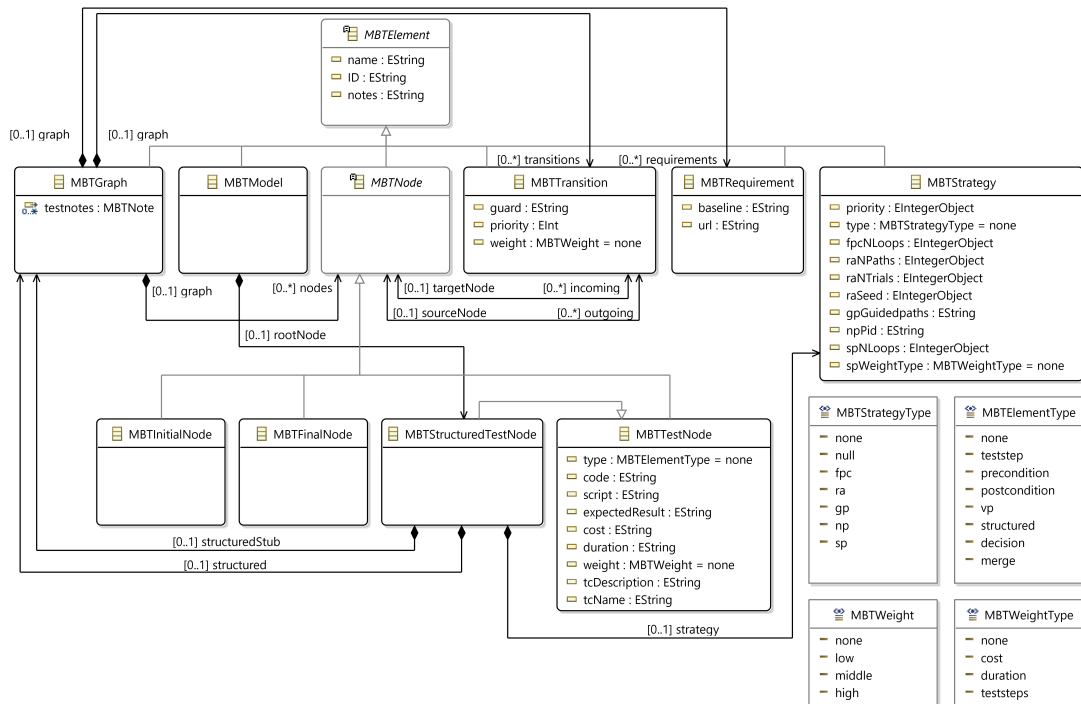 MBTElement
name : EString
ID : EString
notes : EString
[0..1] graph
[0..1] graph
[0..*] transitions
[0..*] requirements
MBTGraph
testnotes : MBTNote
0..*
MBTModel
MBTNode
MBTTransition
guard : EString
priority : EInt
weight : MBTWeight = none
MBTRequirement
baseline : EString
url : EString
MBTStrategy
priority : EIntegerObject
type : MBTStrategyType = none
fpcNLoops : EIntegerObject
raNPaths : EIntegerObject
raNTrials : EIntegerObject
raSeed : EIntegerObject
gpGuidedpaths : EString
npPid : EString
spNLoops : EIntegerObject
spWeightType : MBTWeightType = none
[0..1] graph
[0..*] nodes
[0..1] targetNode
[0..*] incoming
[0..1] sourceNode
[0..*] outgoing
[0..1] rootNode
MBTInitialNode
MBTFinalNode
MBTStructuredTestNode
MBTTestNode
type : MBTElementType = none
code : EString
script : EString
expectedResult : EString
cost : EString
duration : EString
weight : MBTWeight = none
tcDescription : EString
tcName : EString
[0..1] structuredStub
[0..1] structured
[0..1] strategy
MBTStrategyType
none
null
fpc
ra
gp
np
sp
MBTElementType
none
teststep
precondition
postcondition
vp
structured
decision
merge
MBTWeight
none
low
middle
high
MBTWeightType
none
cost
duration
teststeps